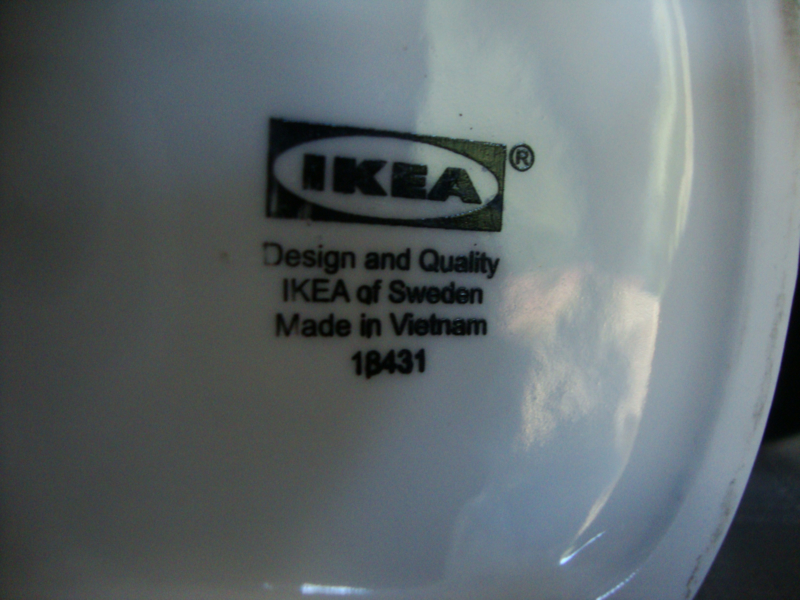 IKEA®
Design and Quality
IKEA of Sweden
Made in Vietnam
18431